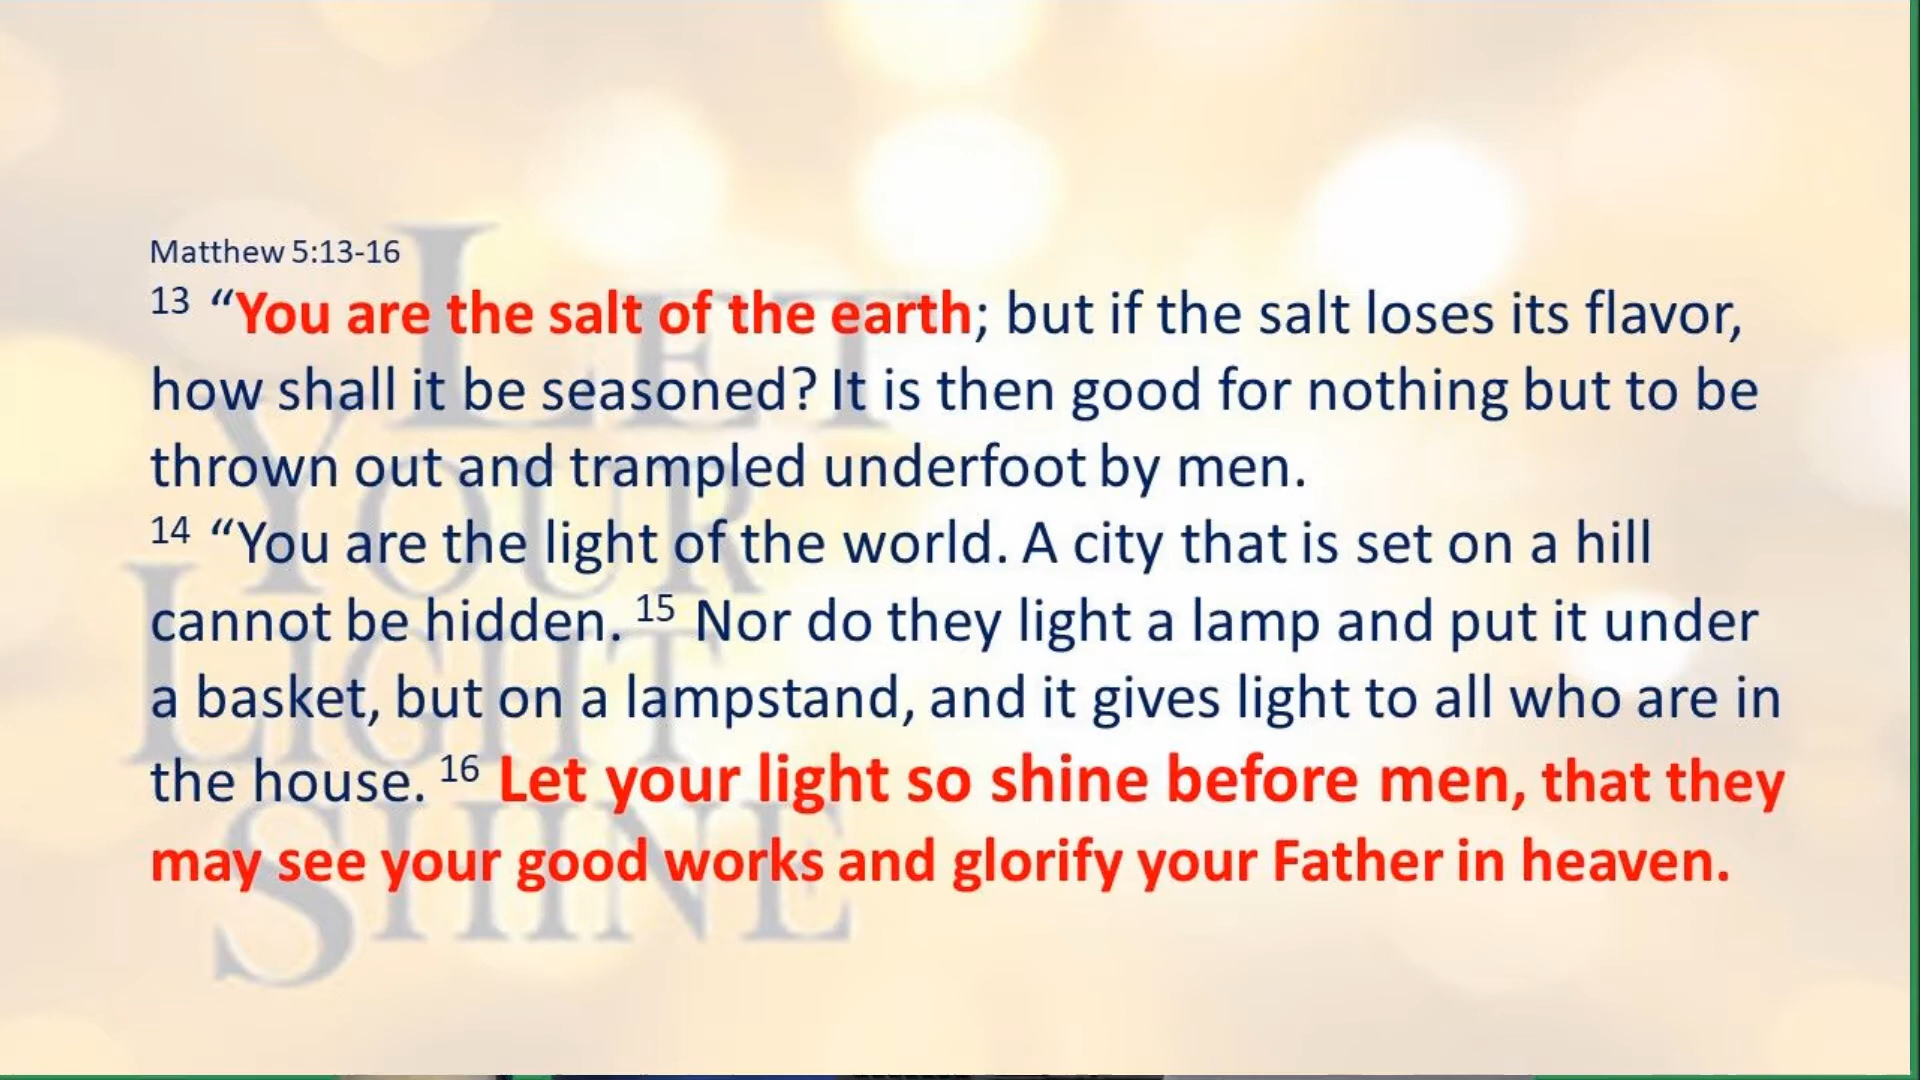 Matthew 5:13-16
13 “You are the salt of the earth; but if the salt loses its flavor,
how shall it be seasoned? It is then good for nothing but to be
thrown out and trampled underfoot by men.
14 “You are the light of the world. A city that is set on a hill
cannot be hidden. 15 Nor do they light a lamp and put it under
a basket, but on a lampstand, and it gives light to all who are in
the house. 16 Let your light so shine before men, that they
may see your good works and glorify your Father in heaven.
LET
YOUR
LIGHT
SHINE